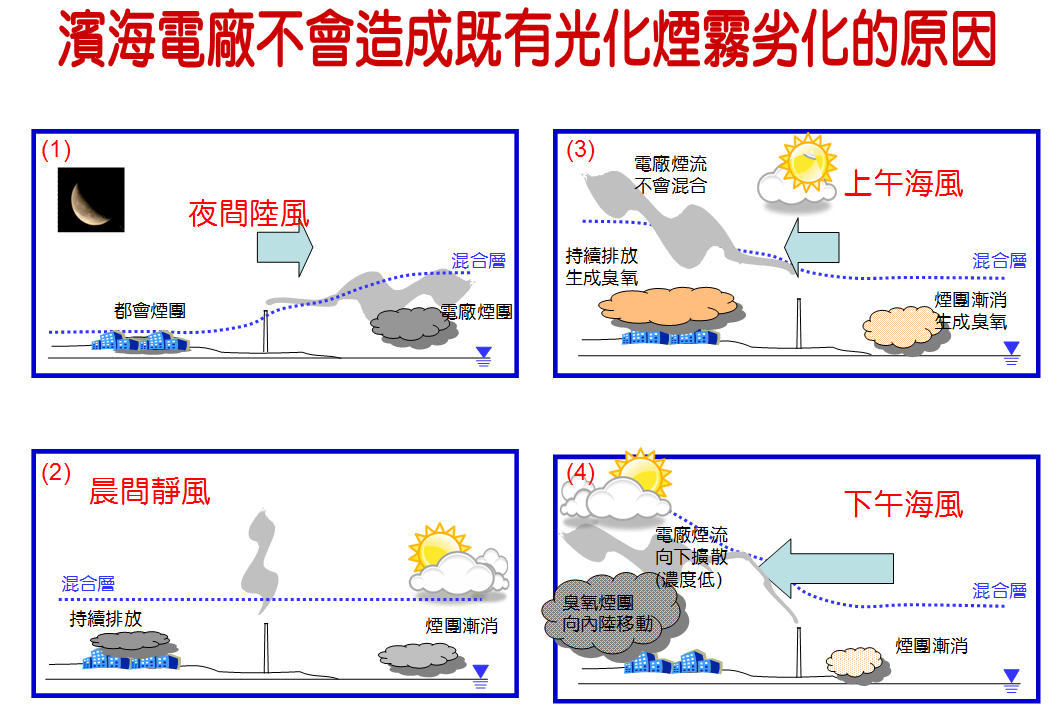 濱海電廠不會造成既有光化煙霧劣化的原因
(1)
夜間陸風
混合層
都會煙團
電廠煙團
(2)
晨間靜風
混合層
持續排放
煙團漸消
(3)
電廠煙流
不會混合
上午海風
持續排放
生成臭氧
混合層
煙團漸消
生成臭氧
(4)
下午海風
電廠煙流
向下擴散
(濃度低)
混合層
臭氧煙團
向內陸移動
煙團漸消